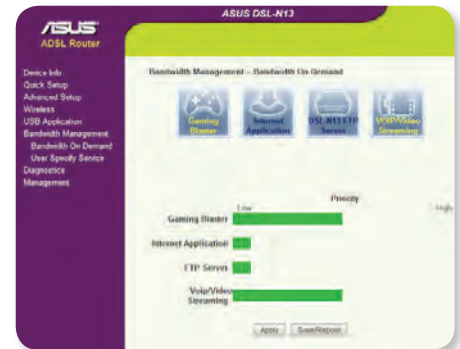 ASUS DSL-N13
ASUS
ADSL Router
Device Info
Quick Setup
Advanced Setup
Wireless
USB Application
Bandwidth Management
Bandwidth On Demand
User Specify Service
Diagnostics
Management
Bandwidth Management -- Bandwidth On Demand
Gaming
Blaster
Internet
Application
DSL-N13 FTP
Server
VOIP/Video
Streaming
Priority
Low
High
Gaming Blaster
Internet Application
FTP Server
Voip/Video
Streaming
Apply
Save/Reboot